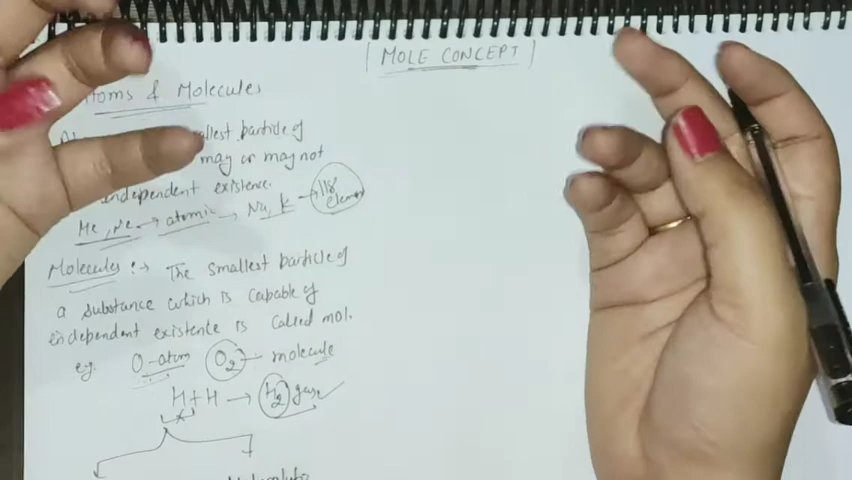 MOLE CONCEPT
Atoms & Molecules
smallest particle of
may or may not
independent existence.
He, Ne → atomic → Na, K → 118 elements
Molecules :→ The smallest particle of
a substance which is capable of
independent existence is called mol.
eg. O-atom O2 - molecule
H + H → H2 gas